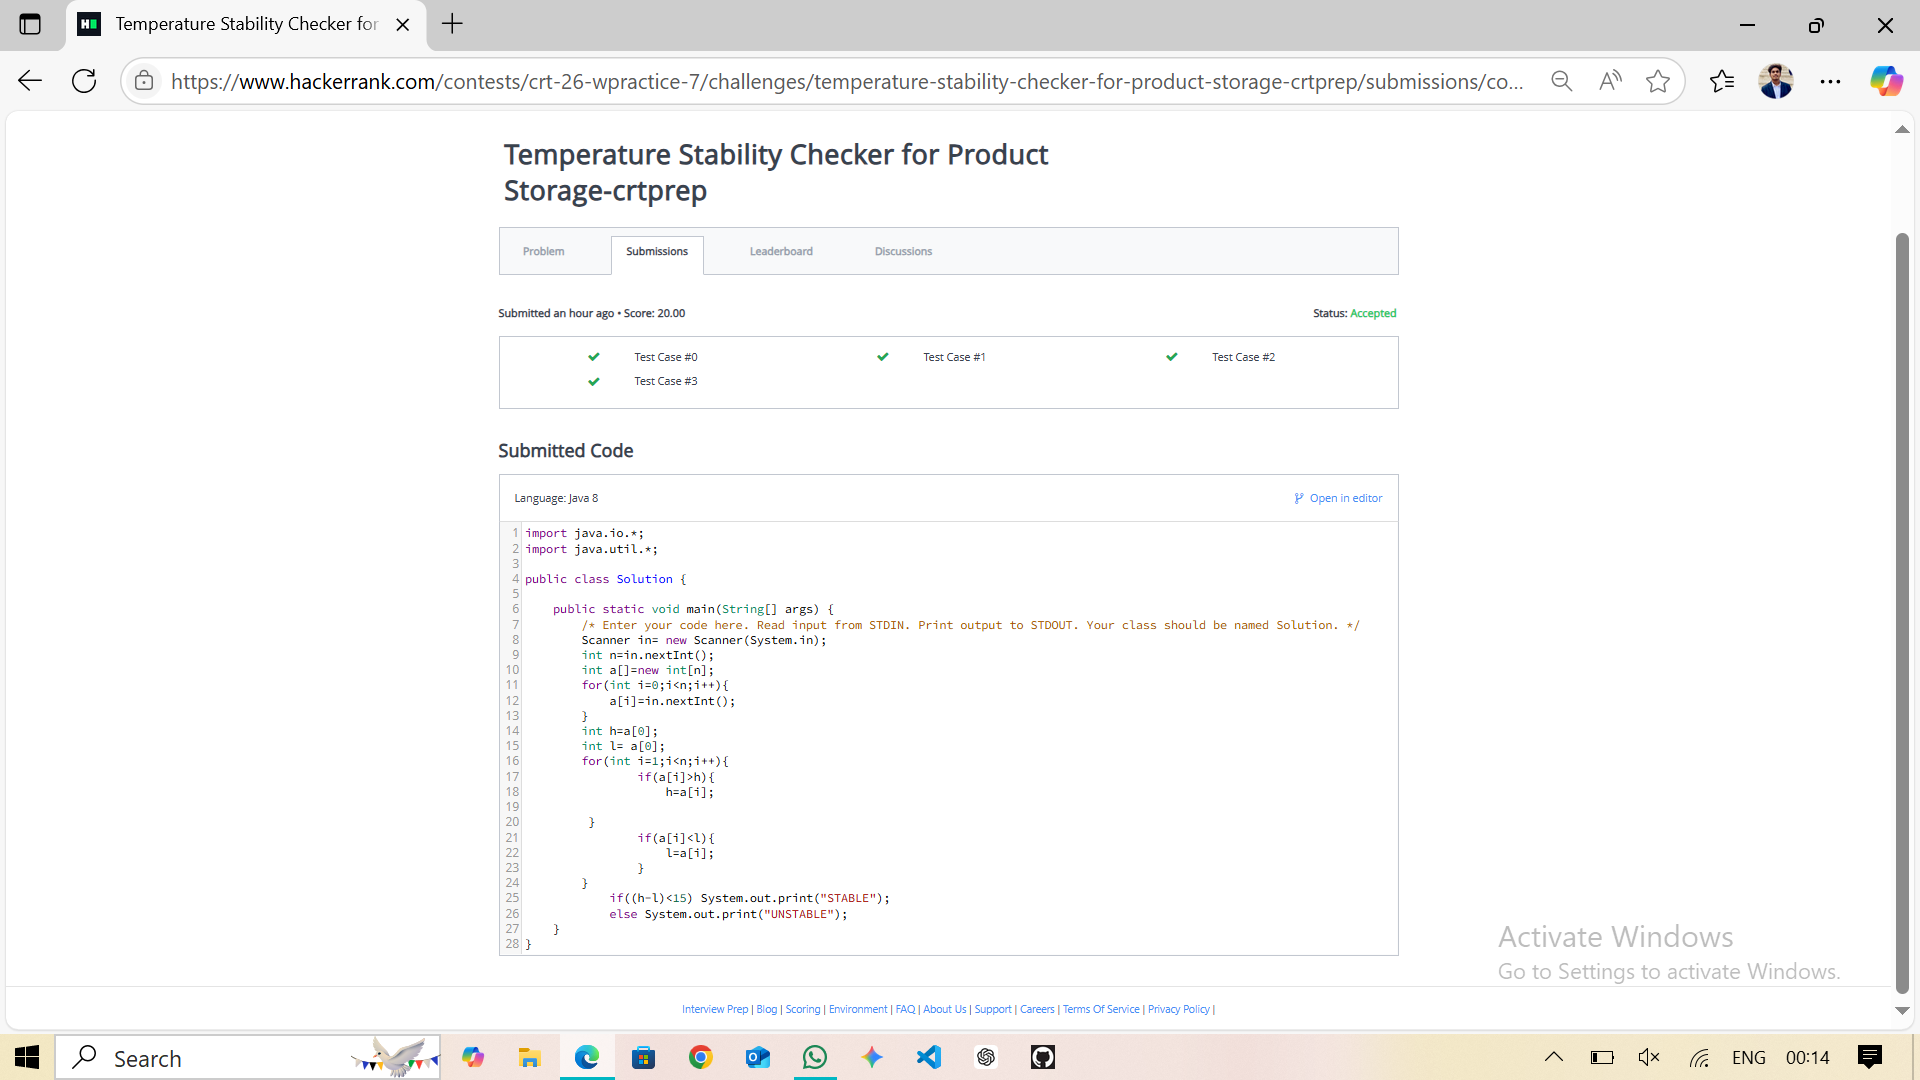 Temperature Stability Checker for
https://www.hackerrank.com/contests/crt-26-wpractice-7/challenges/temperature-stability-checker-for-product-storage-crtprep/submissions/co...
Temperature Stability Checker for Product
Storage-crtprep
Problem Submissions Leaderboard Discussions
Submitted an hour ago • Score: 20.00 Status: Accepted
Test Case #0 Test Case #1 Test Case #2
Test Case #3
Submitted Code
Language: Java 8 Open in editor
1 import java.io.*;
2 import java.util.*;
3
4 public class Solution {
5
6     public static void main(String[] args) {
7         /* Enter your code here. Read input from STDIN. Print output to STDOUT. Your class should be named Solution. */
8         Scanner in= new Scanner(System.in);
9         int n=in.nextInt();
10         int a[]=new int[n];
11         for(int i=0;i<n;i++){
12             a[i]=in.nextInt();
13         }
14         int h=a[0];
15         int l= a[0];
16         for(int i=1;i<n;i++){
17                 if(a[i]>h){
18                     h=a[i];
19
20          }
21                 if(a[i]<l){
22                     l=a[i];
23                 }
24         }
25             if((h-l)<15) System.out.print("STABLE");
26             else System.out.print("UNSTABLE");
27     }
28 }
Activate Windows
Go to Settings to activate Windows.
Interview Prep | Blog | Scoring | Environment | FAQ | About Us | Support | Careers | Terms Of Service | Privacy Policy |
Search ENG 00:14